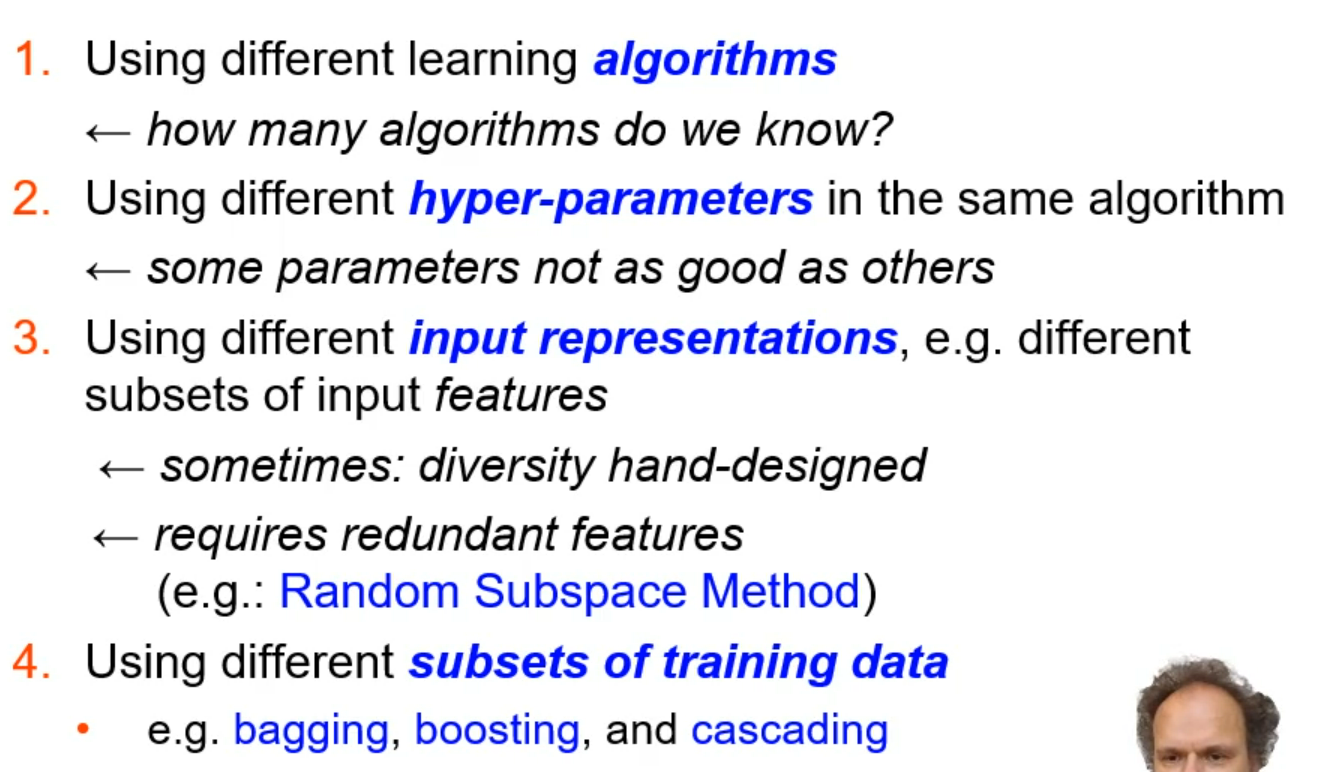 1. Using different learning algorithms
← how many algorithms do we know?
2. Using different hyper-parameters in the same algorithm
← some parameters not as good as others
3. Using different input representations, e.g. different
subsets of input features
← sometimes: diversity hand-designed
← requires redundant features
(e.g.: Random Subspace Method)
4. Using different subsets of training data
• e.g. bagging, boosting, and cascading